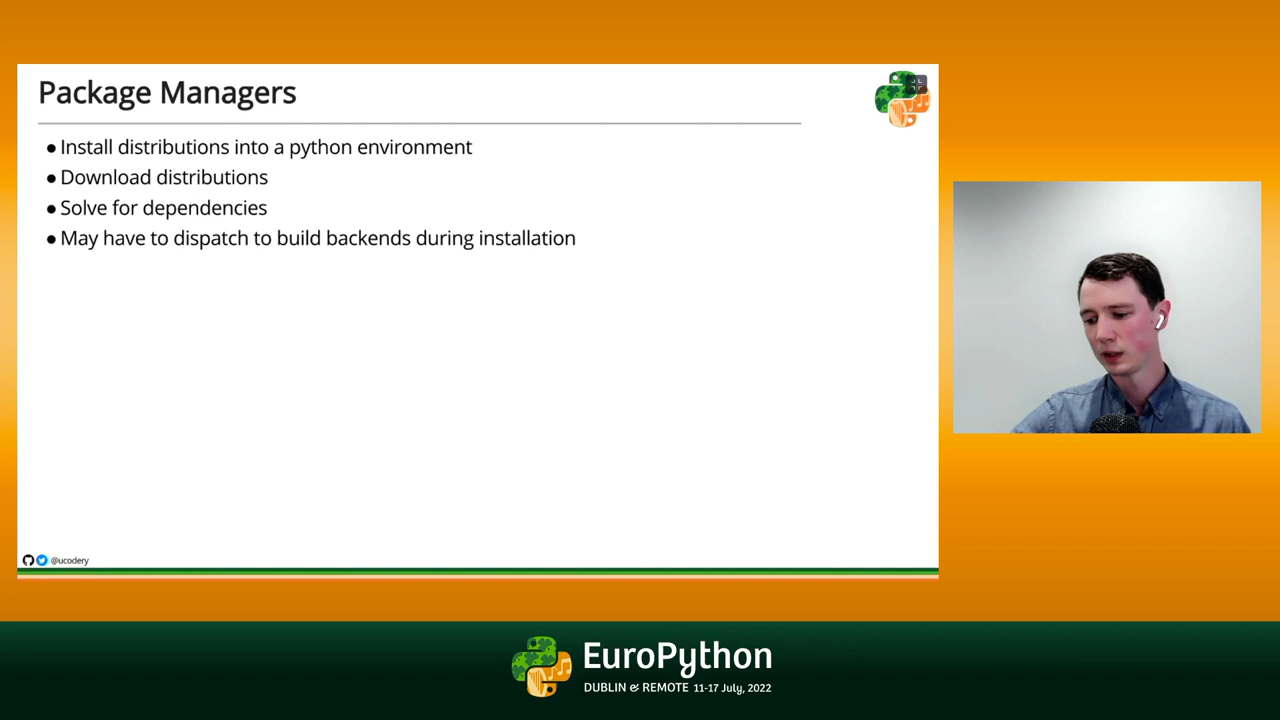 Package Managers
● Install distributions into a python environment
● Download distributions
● Solve for dependencies
● May have to dispatch to build backends during installation
@ucodery
EuroPython
DUBLIN & REMOTE 11-17 July, 2022